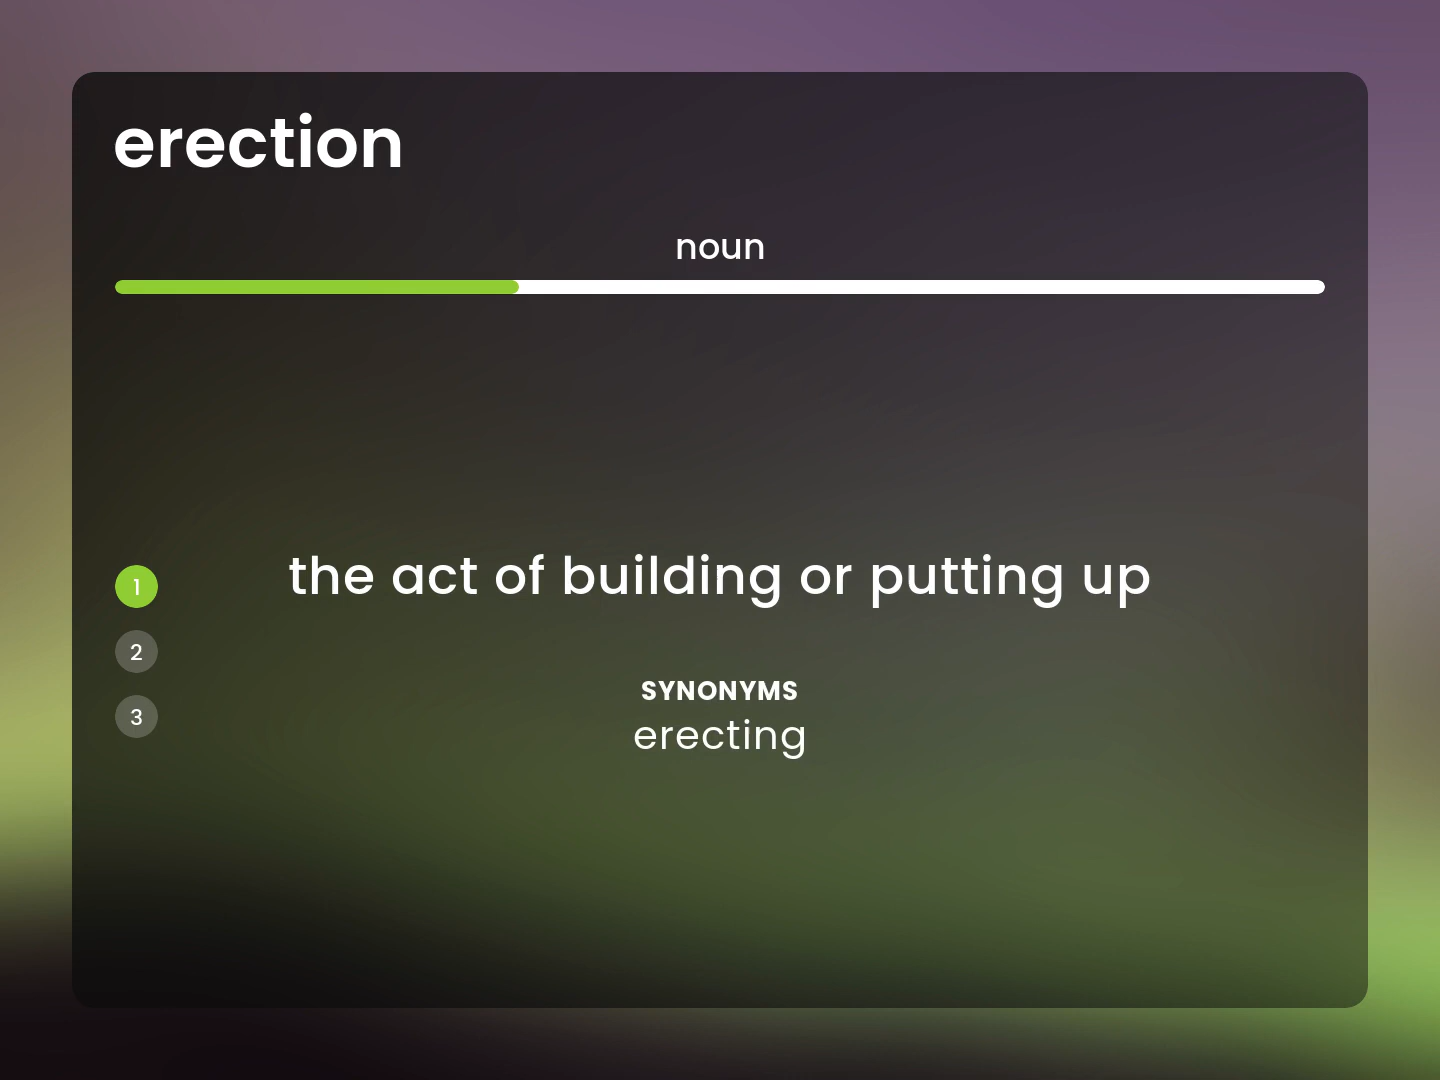 erection
noun
the act of building or putting up
1
2
3
SYNONYMS
erecting